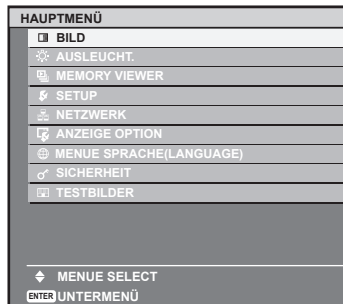 HAUPTMENÜ
BILD
AUSLEUCHT.
MEMORY VIEWER
SETUP
NETZWERK
ANZEIGE OPTION
MENUE SPRACHE(LANGUAGE)
SICHERHEIT
TESTBILDER
MENUE SELECT
ENTER UNTERMENÜ